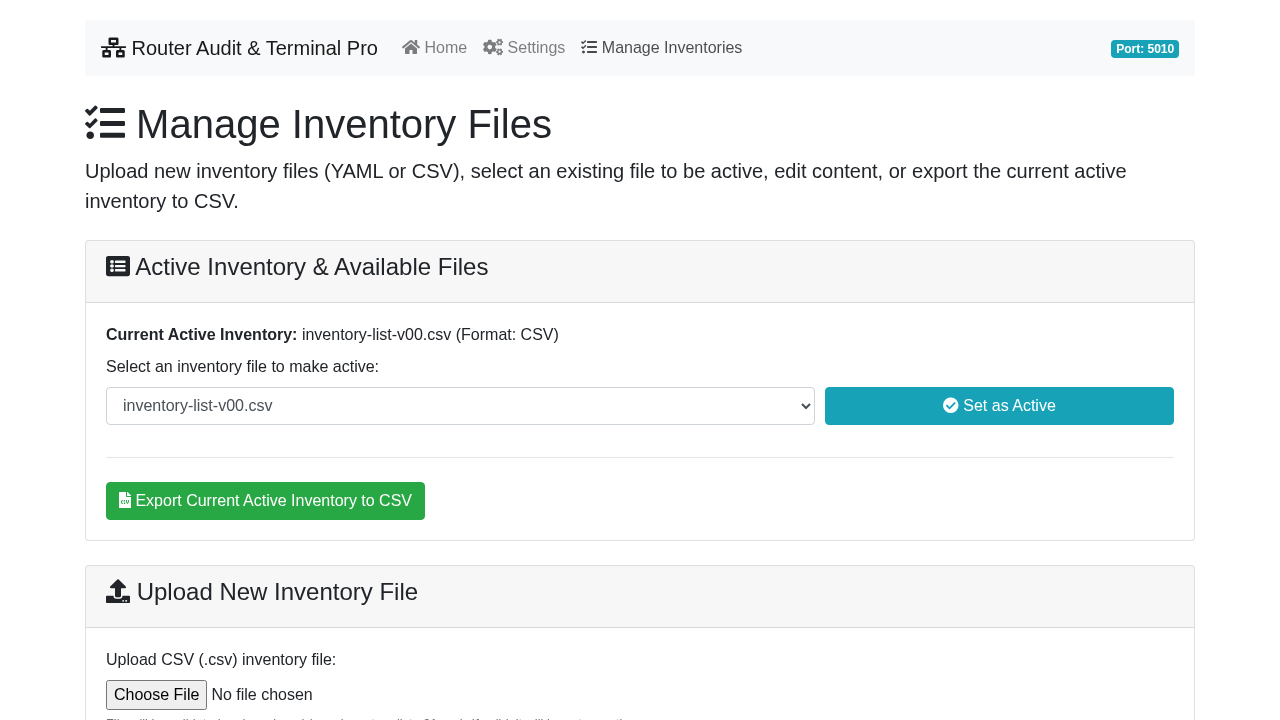 Router Audit & Terminal Pro Home Settings Manage Inventories Port: 5010
Manage Inventory Files
Upload new inventory files (YAML or CSV), select an existing file to be active, edit content, or export the current active
inventory to CSV.
Active Inventory & Available Files
Current Active Inventory: inventory-list-v00.csv (Format: CSV)
Select an inventory file to make active:
inventory-list-v00.csv Set as Active
Export Current Active Inventory to CSV
Upload New Inventory File
Upload CSV (.csv) inventory file:
Choose File No file chosen